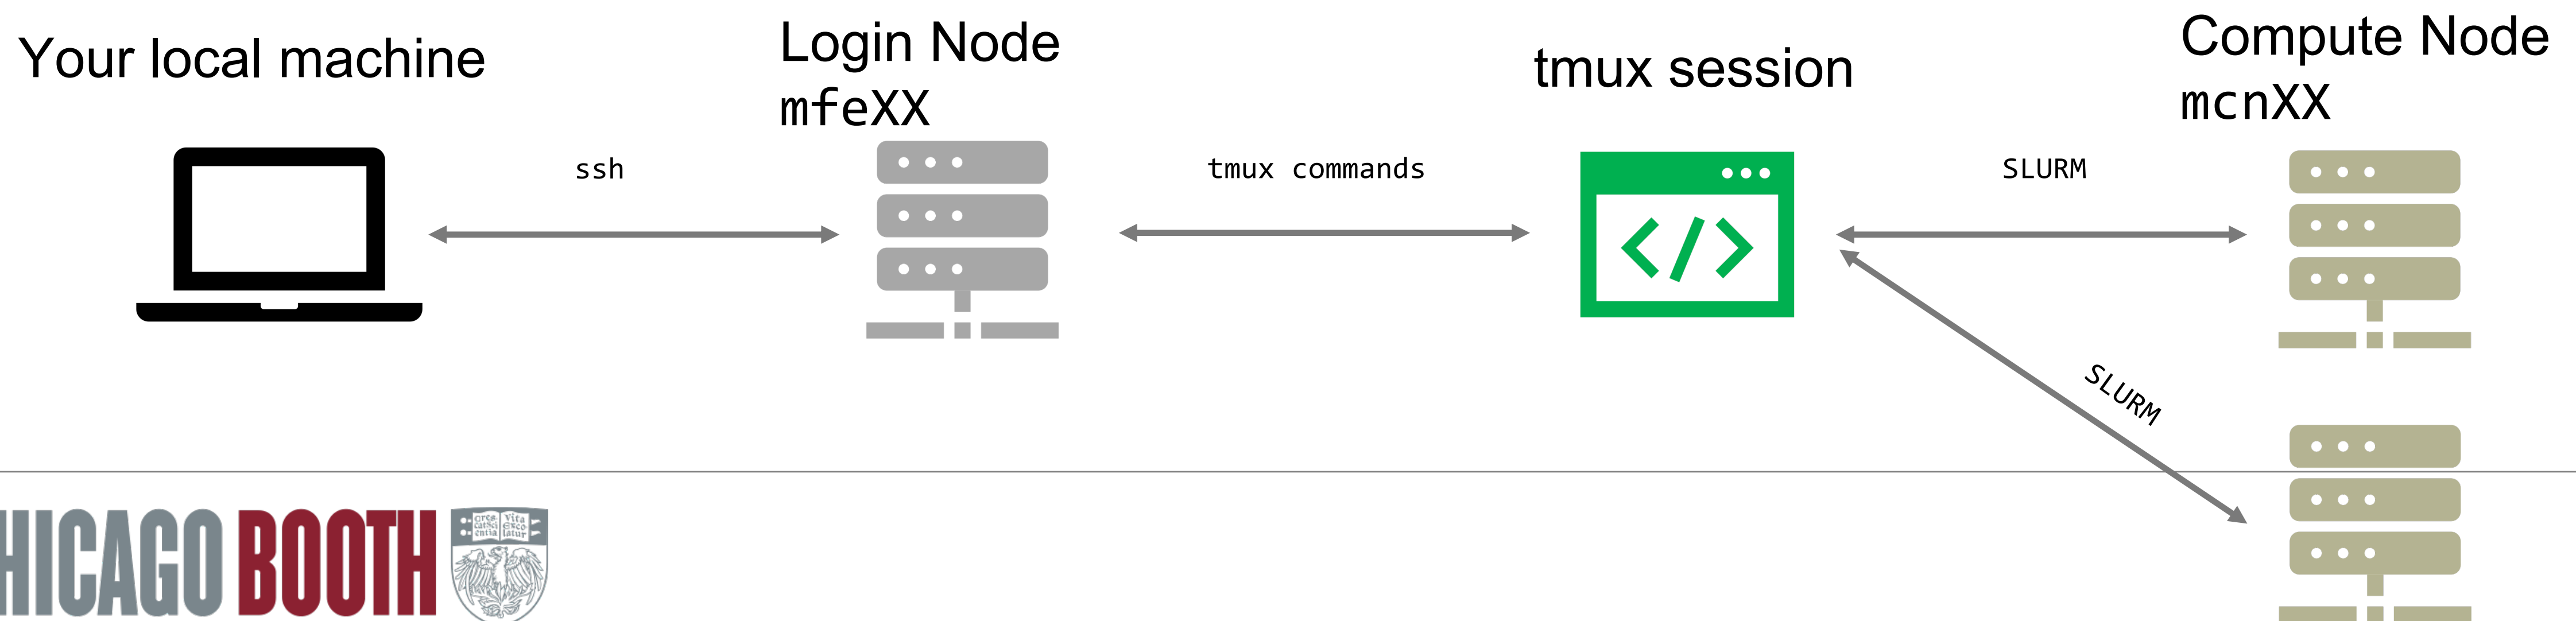 Your local machine
Login Node
mfeXX
tmux session
Compute Node
mcnXX
ssh
tmux commands
SLURM
SLURM
HICAGO BOOTH